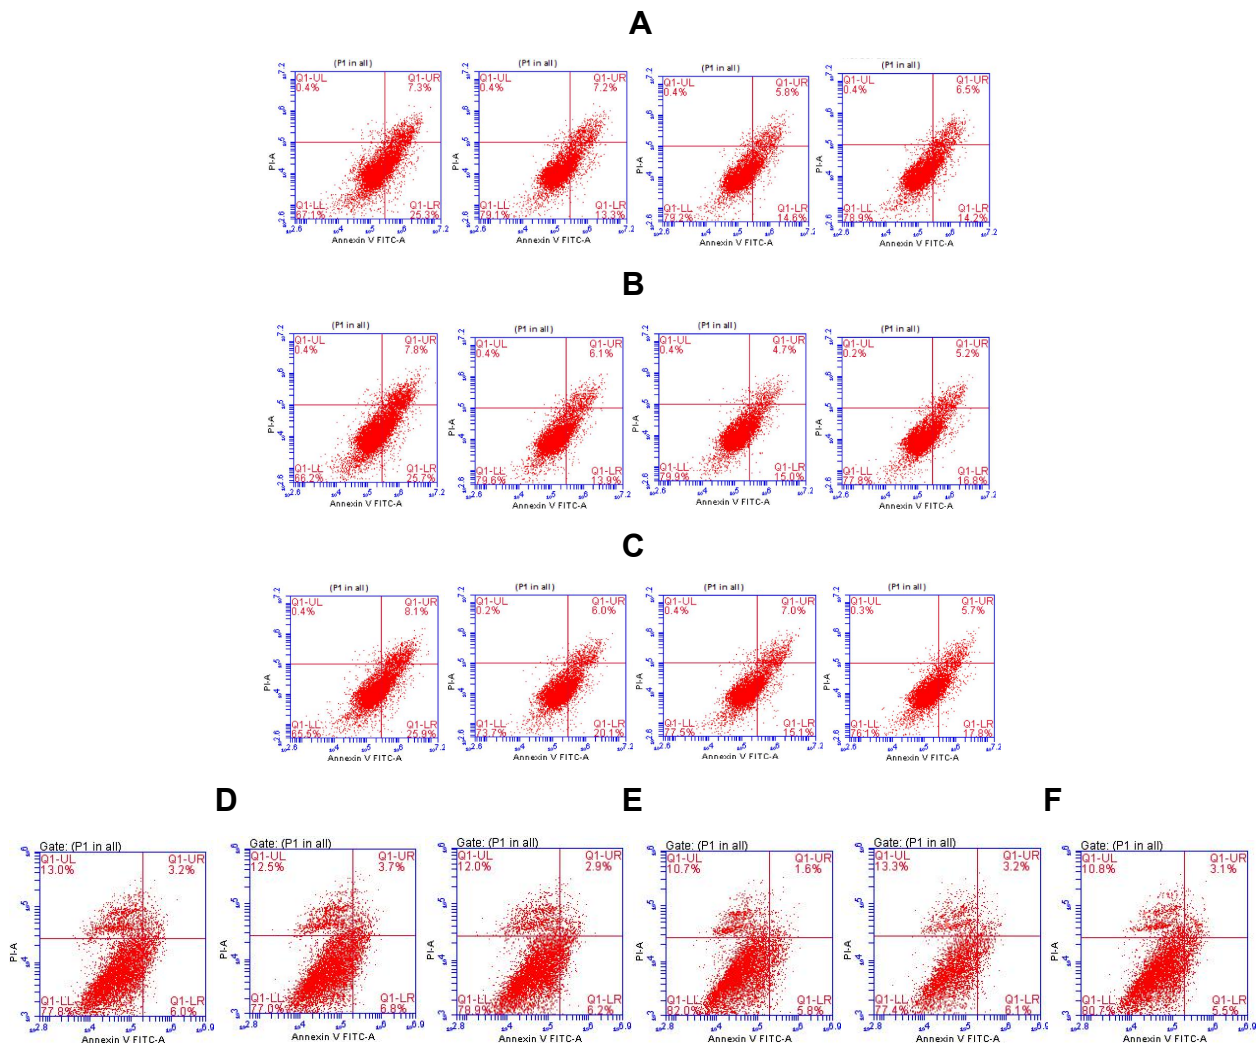 A
(P1 in all) (P1 in all) (P1 in all) (P1 in all)
Q1-UL Q1-UR Q1-UL Q1-UR Q1-UL Q1-UR Q1-UL Q1-UR
0.4% 7.3% 0.4% 7.2% 0.4% 5.8% 0.4% 6.5%
PI-A PI-A PI-A PI-A
Q1-LL Q1-LR Q1-LL Q1-LR Q1-LL Q1-LR Q1-LL Q1-LR
67.1% 25.3% 79.1% 13.3% 79.2% 14.6% 78.9% 14.2%
Annexin V FITC-A Annexin V FITC-A Annexin V FITC-A Annexin V FITC-A
B
(P1 in all) (P1 in all) (P1 in all) (P1 in all)
Q1-UL Q1-UR Q1-UL Q1-UR Q1-UL Q1-UR Q1-UL Q1-UR
0.4% 7.8% 0.4% 6.1% 0.4% 4.7% 0.2% 5.2%
PI-A PI-A PI-A PI-A
Q1-LL Q1-LR Q1-LL Q1-LR Q1-LL Q1-LR Q1-LL Q1-LR
66.2% 25.7% 79.6% 13.9% 79.9% 15.0% 77.8% 16.8%
Annexin V FITC-A Annexin V FITC-A Annexin V FITC-A Annexin V FITC-A
C
(P1 in all) (P1 in all) (P1 in all) (P1 in all)
Q1-UL Q1-UR Q1-UL Q1-UR Q1-UL Q1-UR Q1-UL Q1-UR
0.4% 8.1% 0.2% 6.0% 0.4% 7.0% 0.3% 5.7%
PI-A PI-A PI-A PI-A
Q1-LL Q1-LR Q1-LL Q1-LR Q1-LL Q1-LR Q1-LL Q1-LR
65.5% 25.9% 73.7% 20.1% 77.5% 15.1% 76.1% 17.8%
Annexin V FITC-A Annexin V FITC-A Annexin V FITC-A Annexin V FITC-A
D E F
Gate: (P1 in all) Gate: (P1 in all) Gate: (P1 in all) Gate: (P1 in all) Gate: (P1 in all) Gate: (P1 in all)
Q1-UL Q1-UR Q1-UL Q1-UR Q1-UL Q1-UR Q1-UL Q1-UR Q1-UL Q1-UR Q1-UL Q1-UR
13.0% 3.2% 12.5% 3.7% 12.0% 2.9% 10.7% 1.6% 13.3% 3.2% 10.8% 3.1%
PI-A PI-A PI-A PI-A PI-A PI-A
Q1-LL Q1-LR Q1-LL Q1-LR Q1-LL Q1-LR Q1-LL Q1-LR Q1-LL Q1-LR Q1-LL Q1-LR
77.8% 6.0% 77.0% 6.8% 78.9% 6.2% 82.0% 5.8% 77.4% 6.1% 80.7% 5.5%
Annexin V FITC-A Annexin V FITC-A Annexin V FITC-A Annexin V FITC-A Annexin V FITC-A Annexin V FITC-A